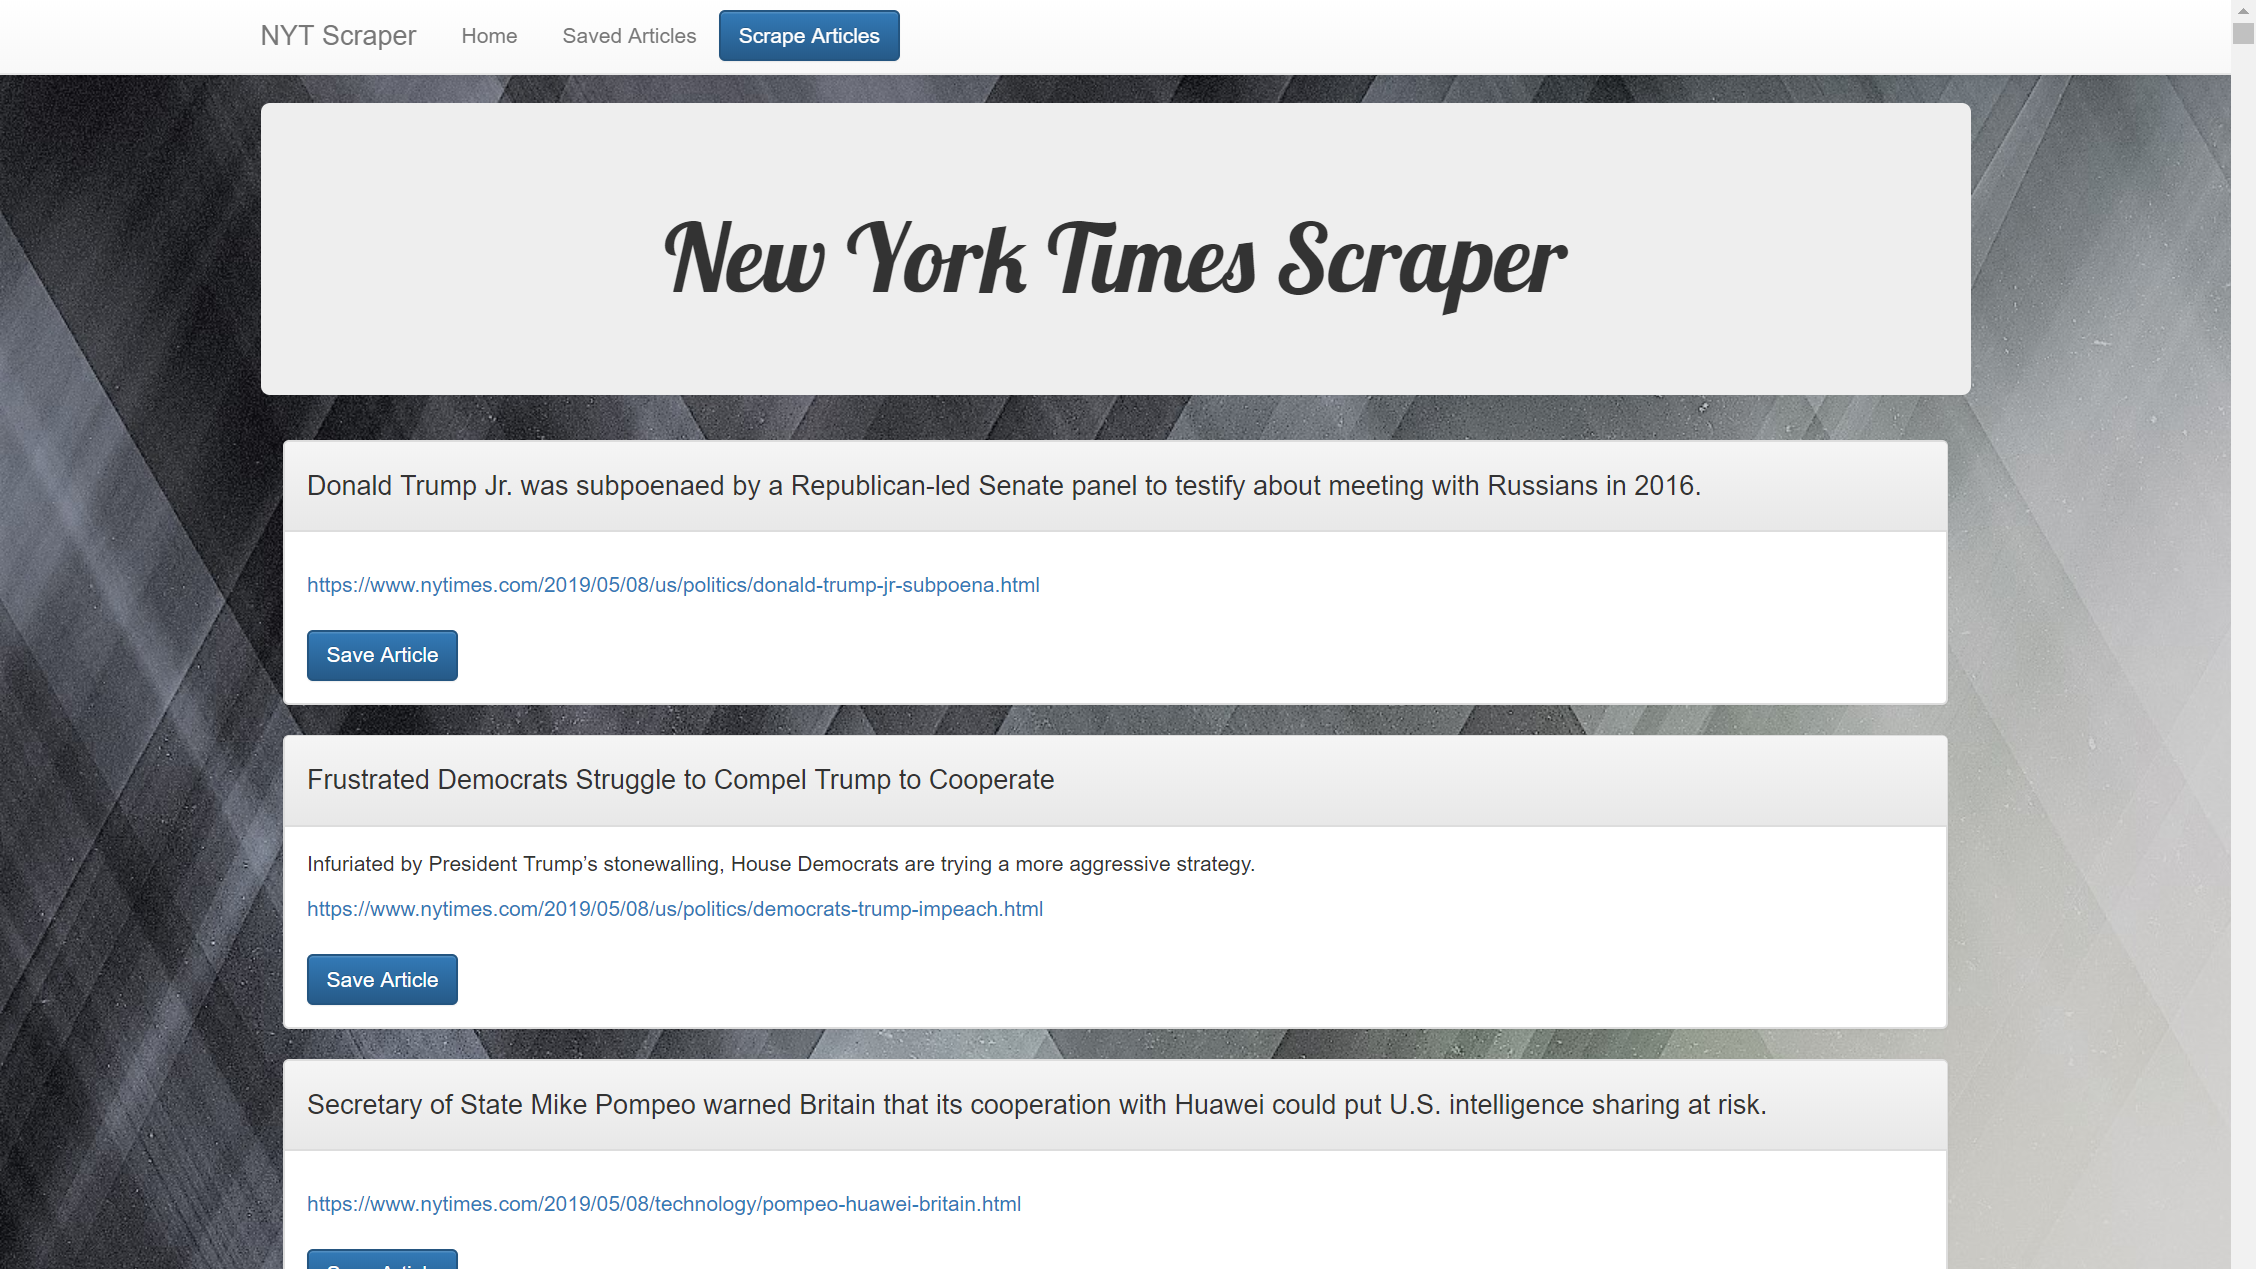 NYT Scraper Home Saved Articles Scrape Articles
New York Times Scraper
Donald Trump Jr. was subpoenaed by a Republican-led Senate panel to testify about meeting with Russians in 2016.
https://www.nytimes.com/2019/05/08/us/politics/donald-trump-jr-subpoena.html
Save Article
Frustrated Democrats Struggle to Compel Trump to Cooperate
Infuriated by President Trump’s stonewalling, House Democrats are trying a more aggressive strategy.
https://www.nytimes.com/2019/05/08/us/politics/democrats-trump-impeach.html
Save Article
Secretary of State Mike Pompeo warned Britain that its cooperation with Huawei could put U.S. intelligence sharing at risk.
https://www.nytimes.com/2019/05/08/technology/pompeo-huawei-britain.html